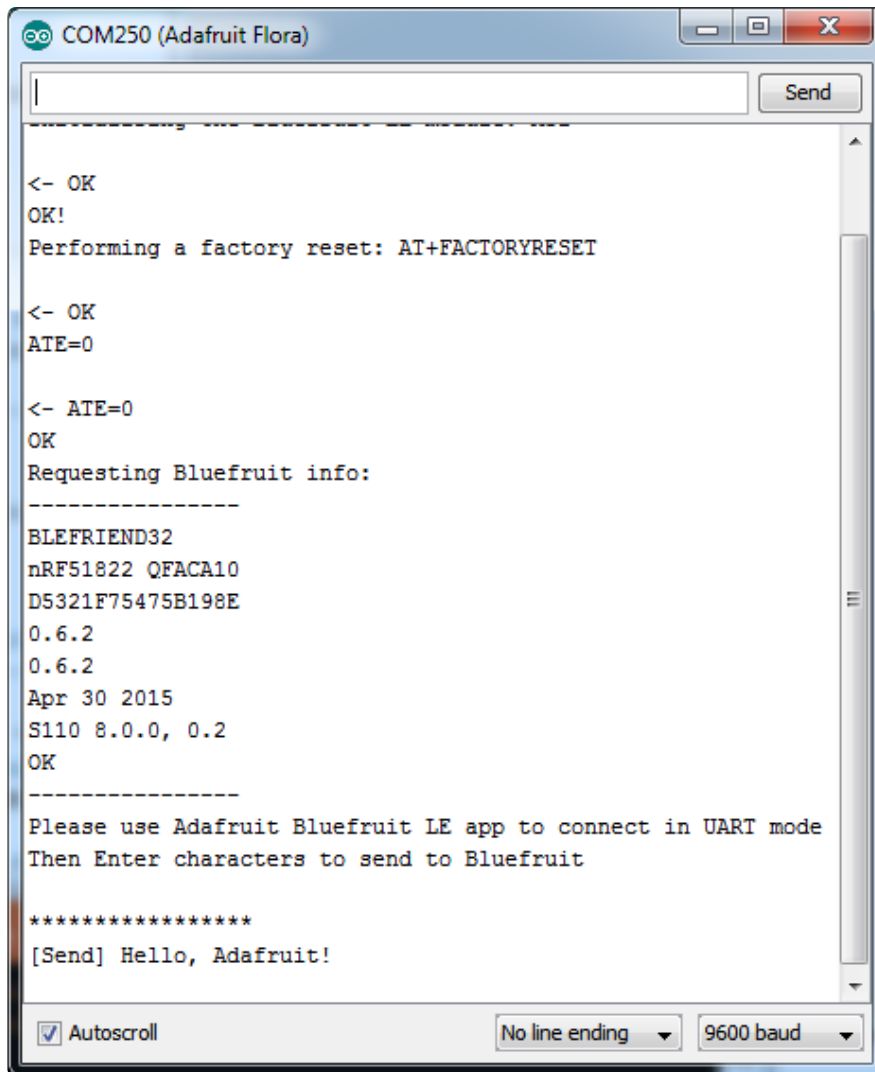 COM250 (Adafruit Flora)
Send
<- OK
OK!
Performing a factory reset: AT+FACTORYRESET
<- OK
ATE=0
<- ATE=0
OK
Requesting Bluefruit info:
----------------
BLEFRIEND32
nRF51822 QFACA10
D5321F75475B198E
0.6.2
0.6.2
Apr 30 2015
S110 8.0.0, 0.2
OK
----------------
Please use Adafruit Bluefruit LE app to connect in UART mode
Then Enter characters to send to Bluefruit
*****************
[Send] Hello, Adafruit!
Autoscroll
No line ending
9600 baud